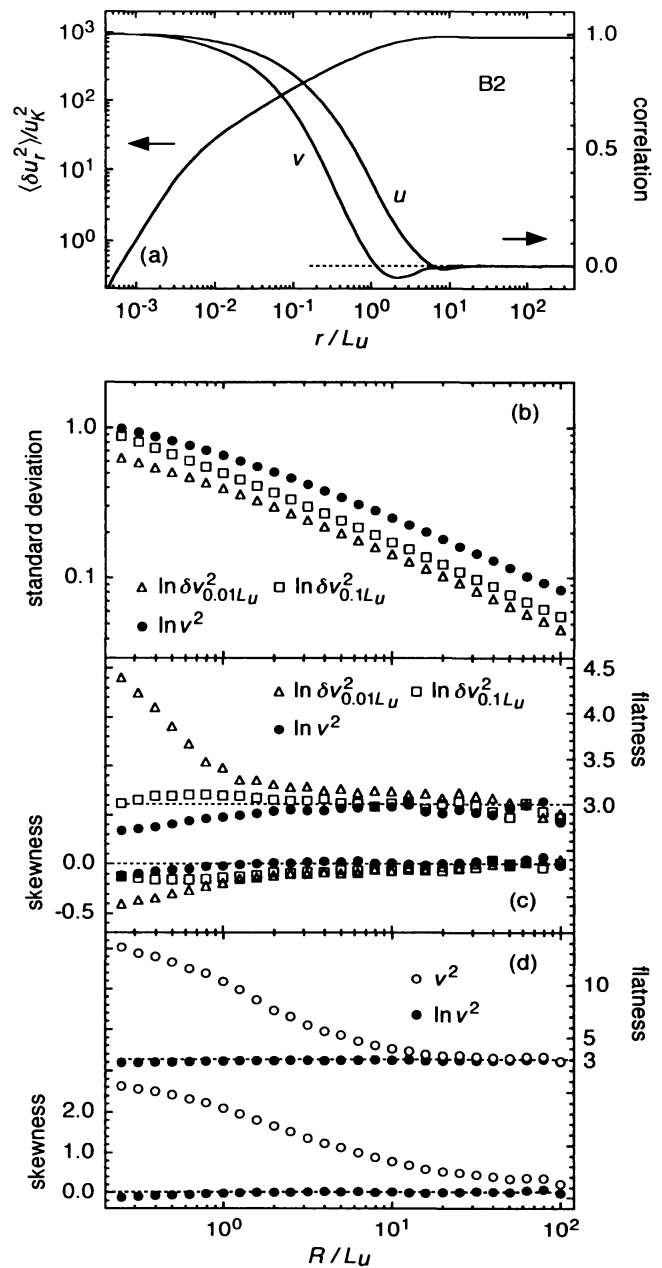 10³
10²
10¹
10⁰
⟨δu_r²⟩/u_K²
B2
v
u
(a)
1.0
0.5
0.0
correlation
10⁻³
10⁻²
10⁻¹
10⁰
10¹
10²
r / L_u
(b)
1.0
0.1
standard deviation
△ ln δv²_{0.01L_u} □ ln δv²_{0.1L_u}
● ln v²
△ ln δv²_{0.01L_u} □ ln δv²_{0.1L_u}
● ln v²
4.5
4.0
3.5
3.0
flatness
0.0
-0.5
skewness
(c)
(d)
○ v²
● ln v²
10
5
3
flatness
2.0
1.0
0.0
skewness
10⁰
10¹
10²
R / L_u